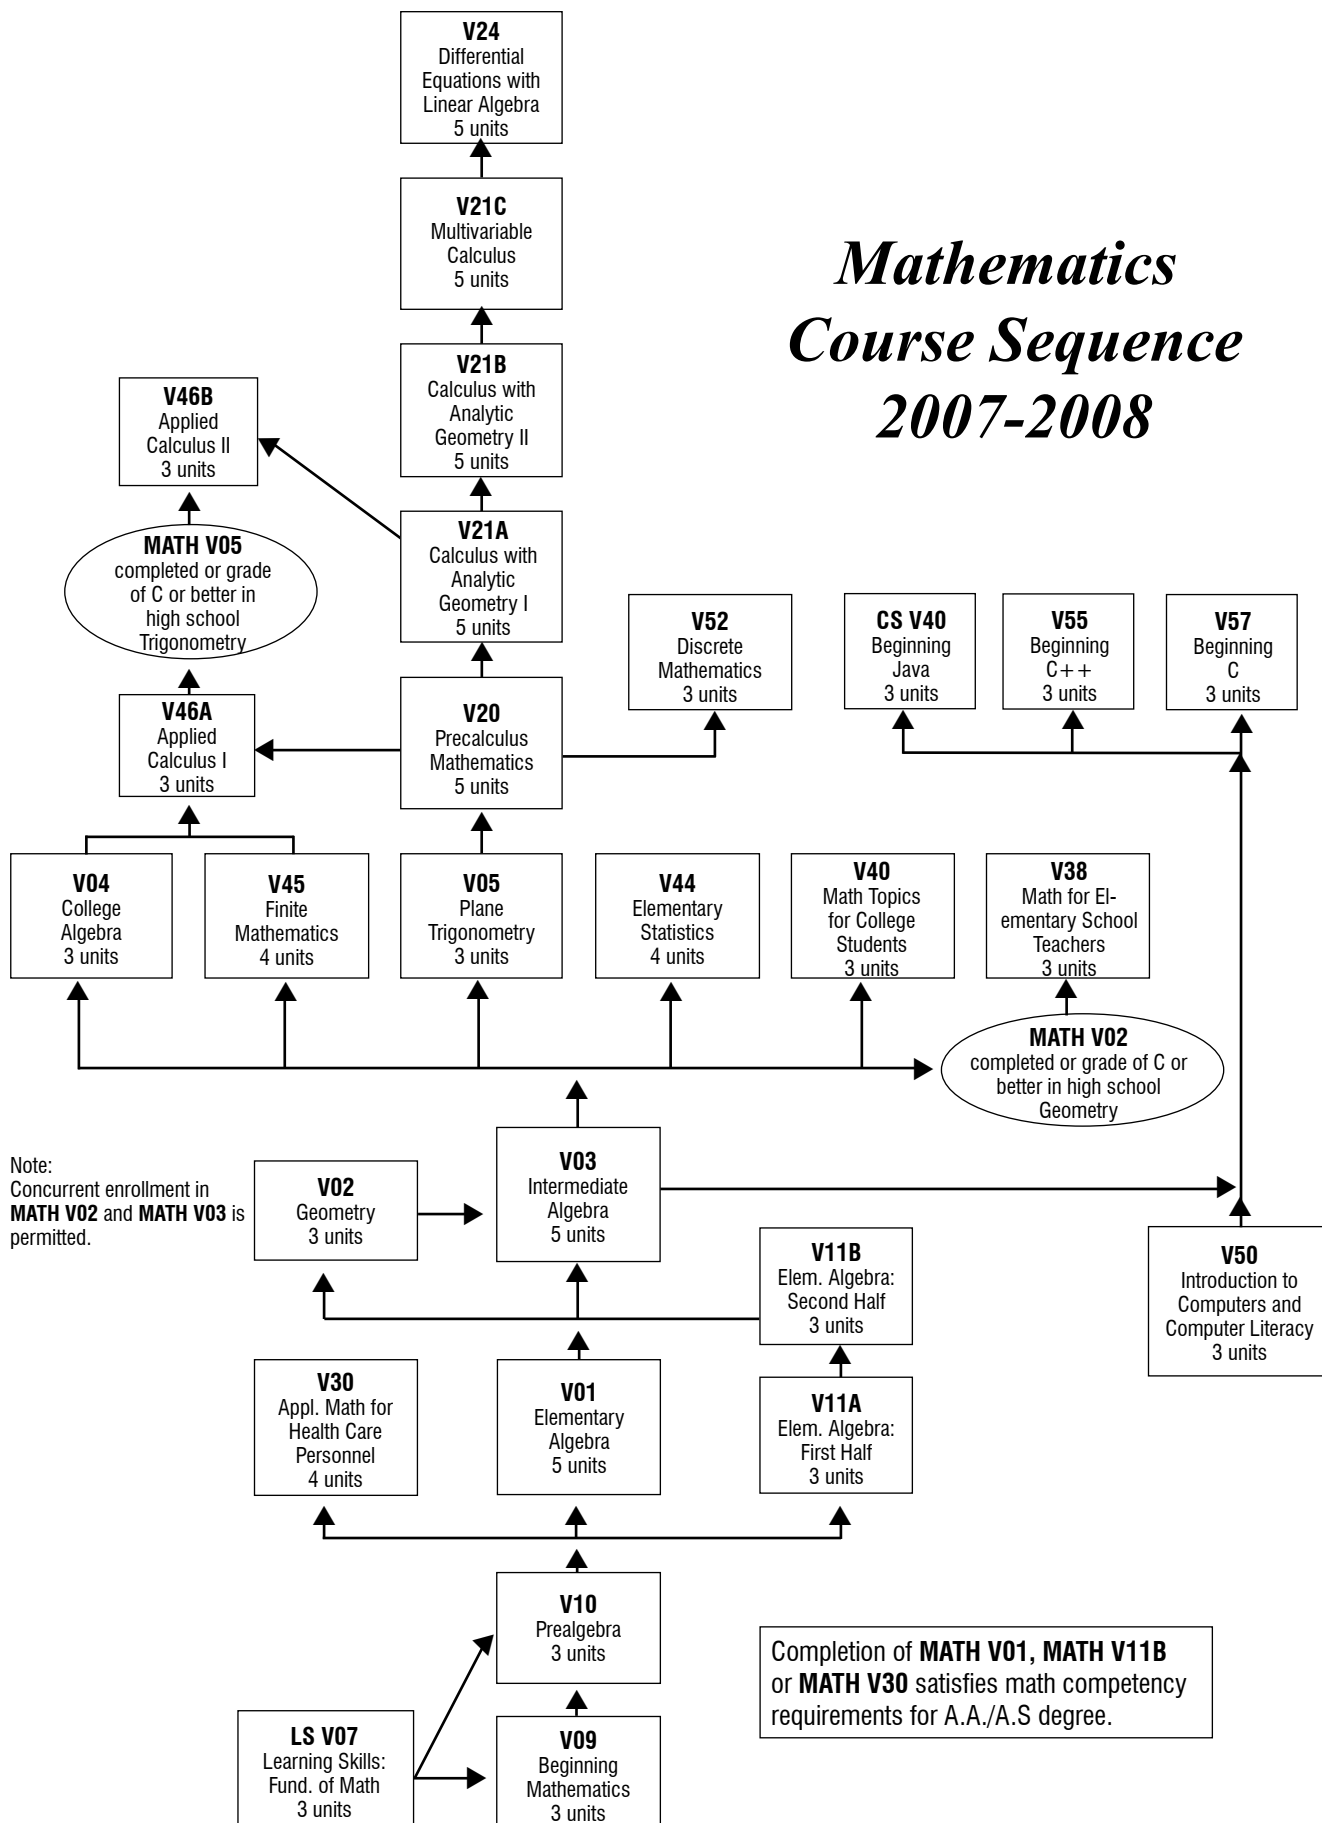 V24
Differential
Equations with
Linear Algebra
5 units
V21C
Multivariable
Calculus
5 units
Mathematics
Course Sequence
2007-2008
V21B
Calculus with
Analytic
Geometry II
5 units
V46B
Applied
Calculus II
3 units
V21A
Calculus with
Analytic
Geometry I
5 units
MATH V05
completed or grade
of C or better in
high school
Trigonometry
V52
Discrete
Mathematics
3 units
CS V40
Beginning
Java
3 units
V55
Beginning
C++
3 units
V57
Beginning
C
3 units
V46A
Applied
Calculus I
3 units
V20
Precalculus
Mathematics
5 units
V04
College
Algebra
3 units
V45
Finite
Mathematics
4 units
V05
Plane
Trigonometry
3 units
V44
Elementary
Statistics
4 units
V40
Math Topics
for College
Students
3 units
V38
Math for El-
ementary School
Teachers
3 units
MATH V02
completed or grade of C or
better in high school
Geometry
Note:
Concurrent enrollment in
MATH V02 and MATH V03 is
permitted.
V02
Geometry
3 units
V03
Intermediate
Algebra
5 units
V11B
Elem. Algebra:
Second Half
3 units
V50
Introduction to
Computers and
Computer Literacy
3 units
V30
Appl. Math for
Health Care
Personnel
4 units
V01
Elementary
Algebra
5 units
V11A
Elem. Algebra:
First Half
3 units
V10
Prealgebra
3 units
Completion of MATH V01, MATH V11B
or MATH V30 satisfies math competency
requirements for A.A./A.S degree.
LS V07
Learning Skills:
Fund. of Math
3 units
V09
Beginning
Mathematics
3 units